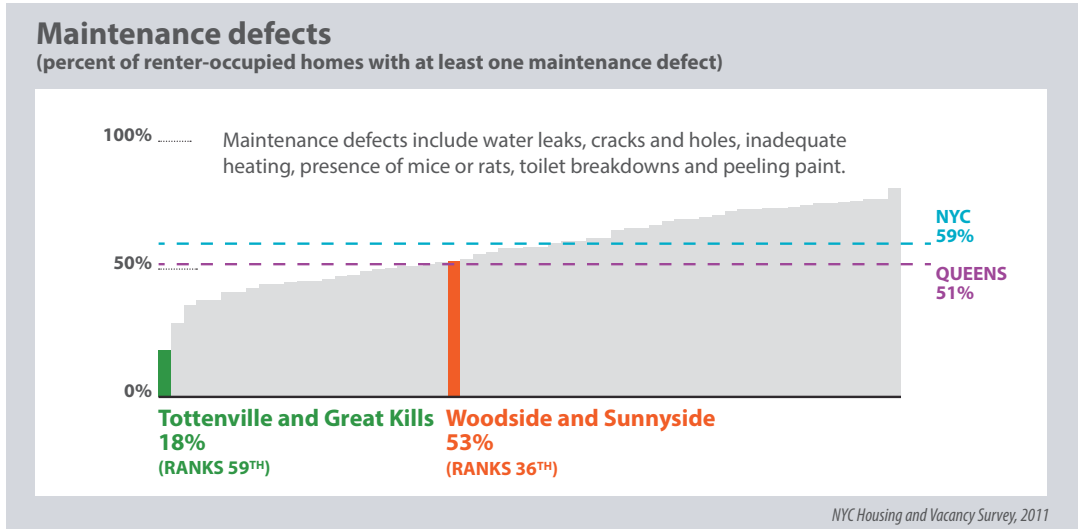 Maintenance defects
(percent of renter-occupied homes with at least one maintenance defect)
100%
Maintenance defects include water leaks, cracks and holes, inadequate
heating, presence of mice or rats, toilet breakdowns and peeling paint.
NYC
59%
50%
QUEENS
51%
0%
Tottenville and Great Kills
18%
(RANKS 59TH)
Woodside and Sunnyside
53%
(RANKS 36TH)
NYC Housing and Vacancy Survey, 2011